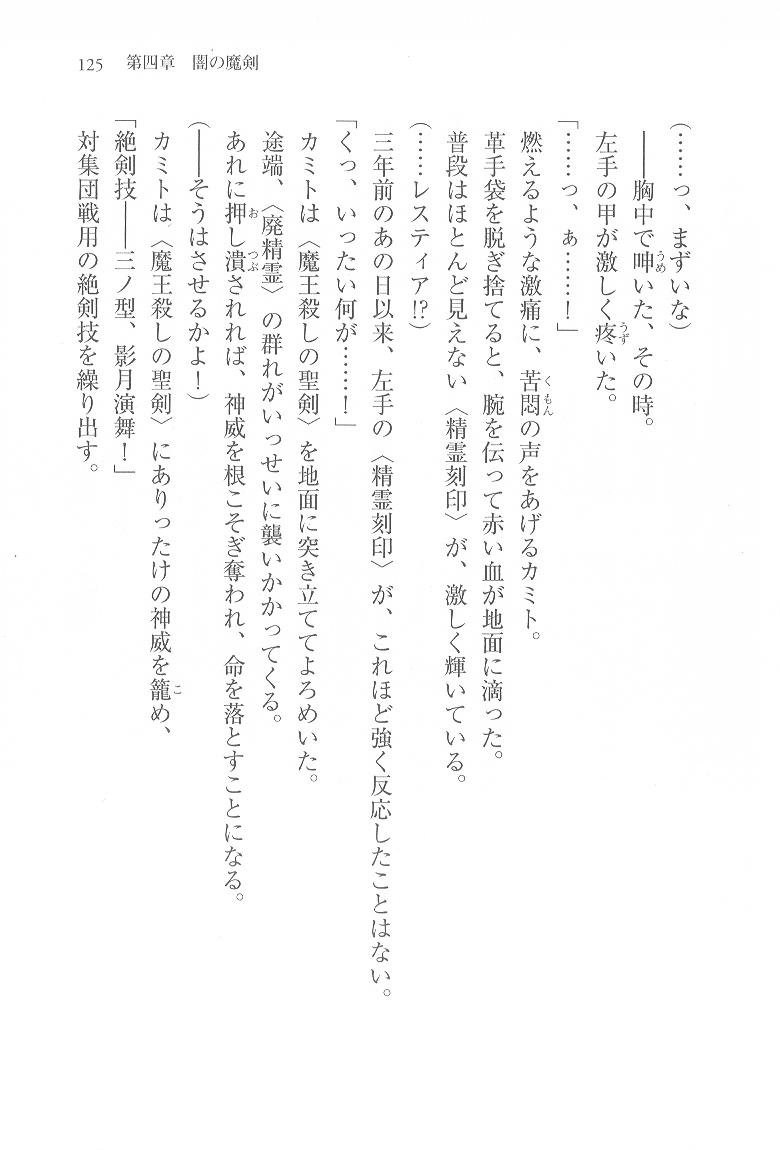 125　第四章　闇の魔剣
（……っ、まずいな）
――胸中で呻いた、その時。
左手の甲が激しく疼いた。
「……っ、ぁ……！」
燃えるような激痛に、苦悶の声をあげるカミト。
革手袋を脱ぎ捨てると、腕を伝って赤い血が地面に滴った。
普段はほとんど見えない〈精霊刻印〉が、激しく輝いている。
（……レスティア!?）
三年前のあの日以来、左手の〈精霊刻印〉が、これほど強く反応したことはない。
「くっ、いったい何が……！」
カミトは〈魔王殺しの聖剣〉を地面に突き立ててよろめいた。
途端、〈廃精霊〉の群れがいっせいに襲いかかってくる。
あれに押し潰されれば、神威を根こそぎ奪われ、命を落とすことになる。
（――そうはさせるかよ！）
カミトは〈魔王殺しの聖剣〉にありったけの神威を籠め、
「絶剣技――三ノ型、影月演舞！」
対集団戦用の絶剣技を繰り出す。